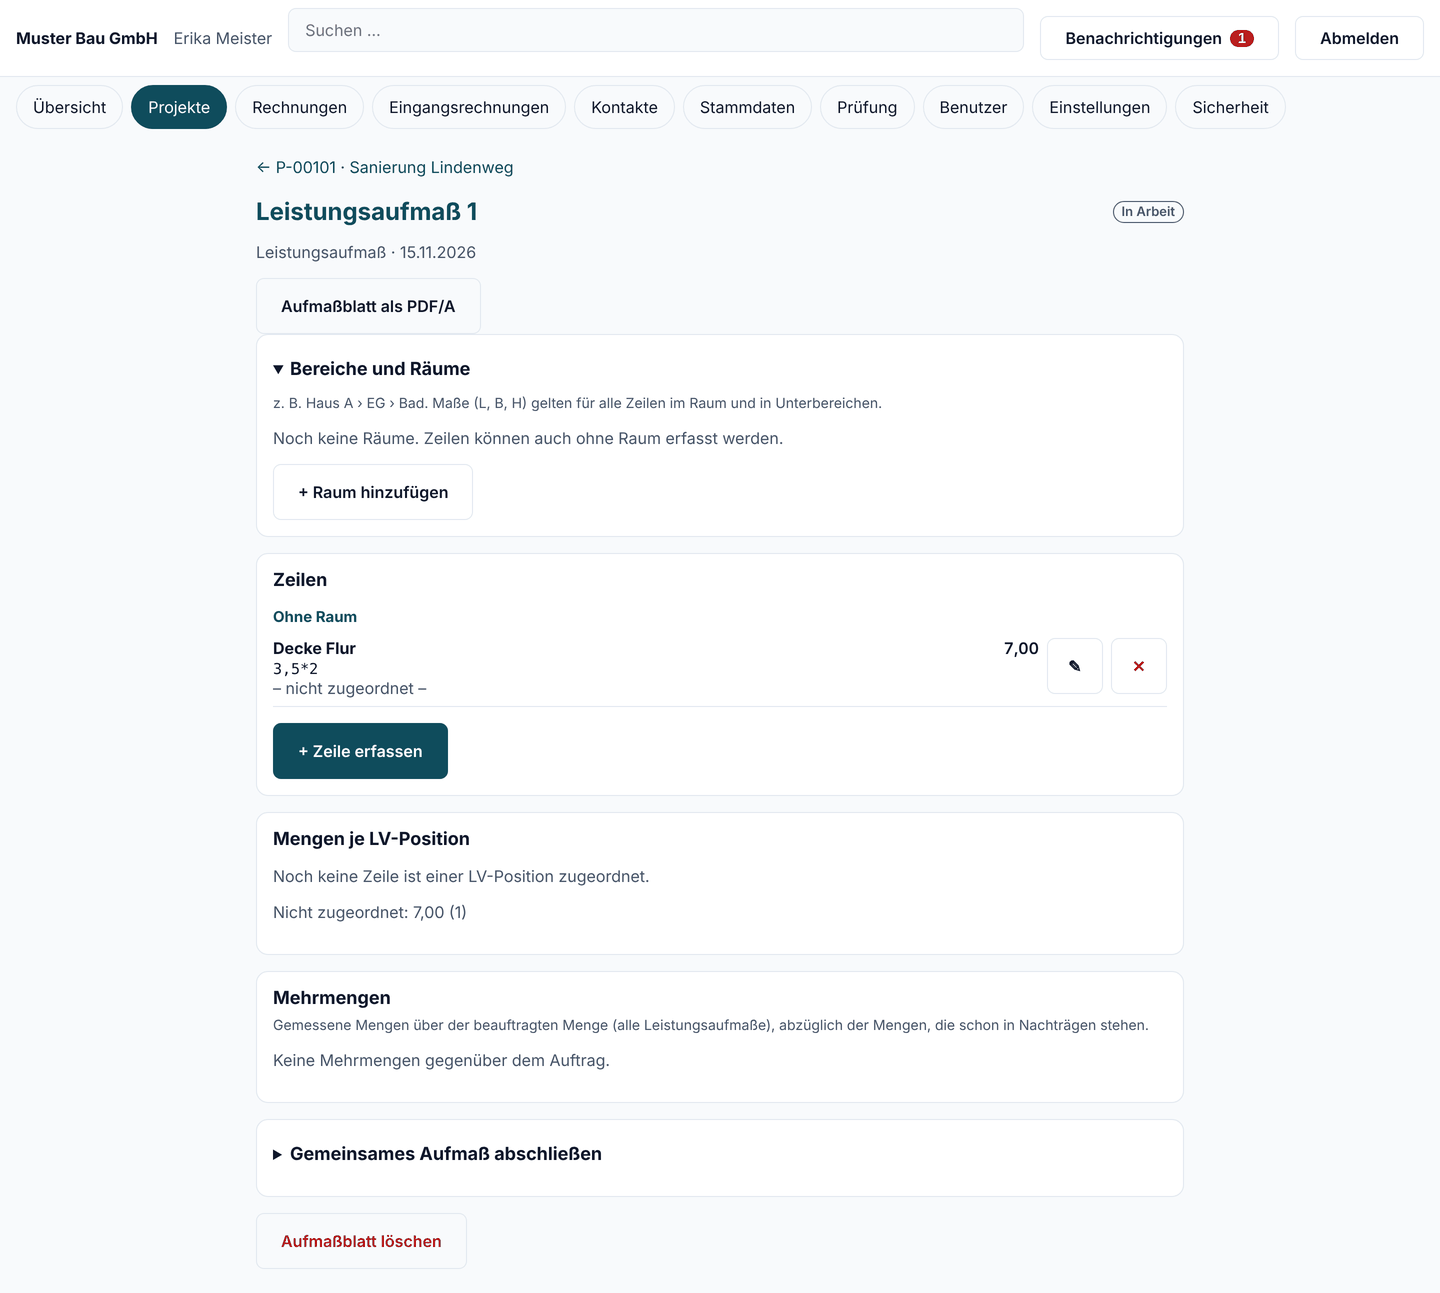 Muster Bau GmbH Erika Meister Suchen ... Benachrichtigungen 1 Abmelden
Übersicht Projekte Rechnungen Eingangsrechnungen Kontakte Stammdaten Prüfung Benutzer Einstellungen Sicherheit
← P-00101 · Sanierung Lindenweg
Leistungsaufmaß 1 In Arbeit
Leistungsaufmaß · 15.11.2026
Aufmaßblatt als PDF/A
▼ Bereiche und Räume
z. B. Haus A › EG › Bad. Maße (L, B, H) gelten für alle Zeilen im Raum und in Unterbereichen.
Noch keine Räume. Zeilen können auch ohne Raum erfasst werden.
+ Raum hinzufügen
Zeilen
Ohne Raum
Decke Flur 7,00 ✎ ✕
3,5*2
– nicht zugeordnet –
+ Zeile erfassen
Mengen je LV-Position
Noch keine Zeile ist einer LV-Position zugeordnet.
Nicht zugeordnet: 7,00 (1)
Mehrmengen
Gemessene Mengen über der beauftragten Menge (alle Leistungsaufmaße), abzüglich der Mengen, die schon in Nachträgen stehen.
Keine Mehrmengen gegenüber dem Auftrag.
▶ Gemeinsames Aufmaß abschließen
Aufmaßblatt löschen